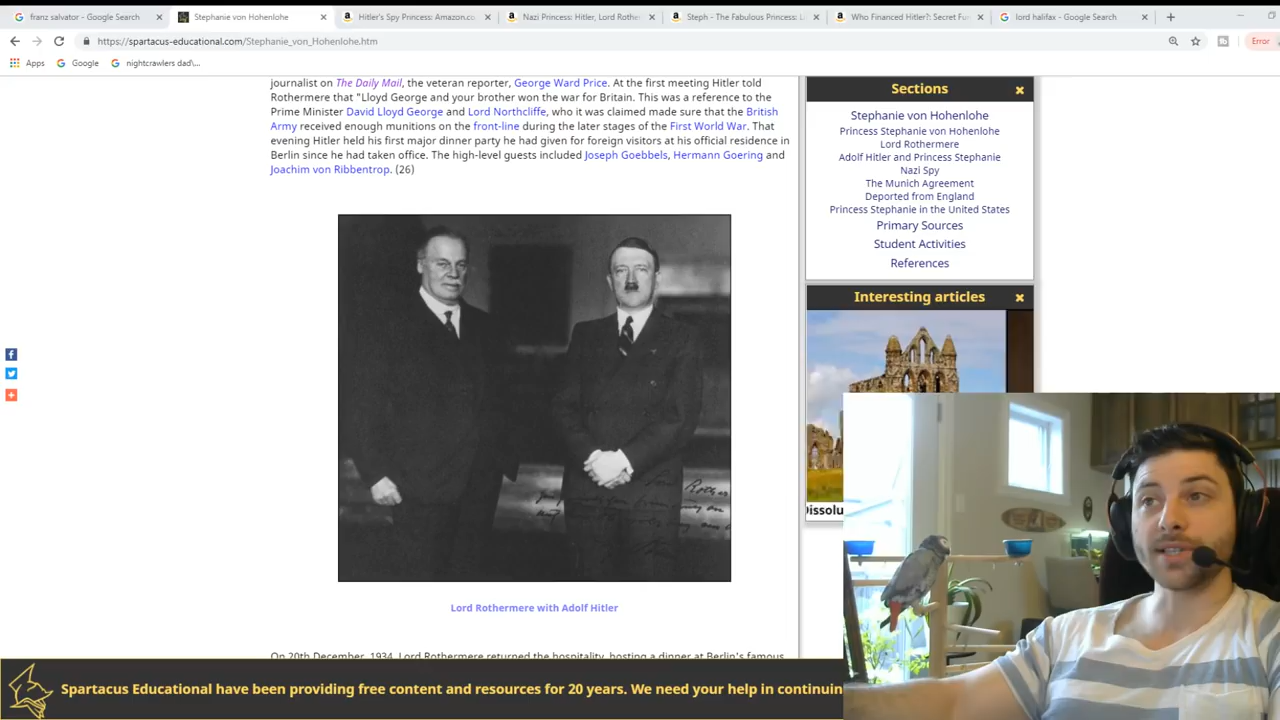 franz salvator - Google Search
Stephanie von Hohenlohe
Hitler's Spy Princess: Amazon.co
Nazi Princess: Hitler, Lord Rother
Steph - The Fabulous Princess: L
Who Financed Hitler?: Secret Fun
lord halifax - Google Search
https://spartacus-educational.com/Stephanie_von_Hohenlohe.htm
Error
Apps
Google
nightcrawlers dad\...
journalist on The Daily Mail, the veteran reporter, George Ward Price. At the first meeting Hitler told
Rothermere that "Lloyd George and your brother won the war for Britain. This was a reference to the
Prime Minister David Lloyd George and Lord Northcliffe, who it was claimed made sure that the British
Army received enough munitions on the front-line during the later stages of the First World War. That
evening Hitler held his first major dinner party he had given for foreign visitors at his official residence in
Berlin since he had taken office. The high-level guests included Joseph Goebbels, Hermann Goering and
Joachim von Ribbentrop. (26)
Lord Rothermere with Adolf Hitler
On 20th December, 1934, Lord Rothermere returned the hospitality, hosting a dinner at Berlin's famous
Sections
Stephanie von Hohenlohe
Princess Stephanie von Hohenlohe
Lord Rothermere
Adolf Hitler and Princess Stephanie
Nazi Spy
The Munich Agreement
Deported from England
Princess Stephanie in the United States
Primary Sources
Student Activities
References
Interesting articles
Dissolu
Spartacus Educational have been providing free content and resources for 20 years. We need your help in continuin